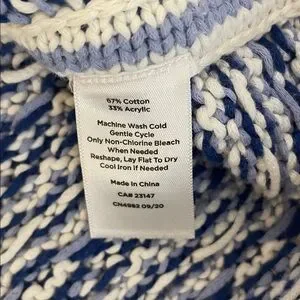 67% Cotton
33% Acrylic
Machine Wash Cold
Gentle Cycle
Only Non-Chlorine Bleach
When Needed
Reshape, Lay Flat To Dry
Cool Iron if Needed
Made in China
CA# 23147
CN4982 09/20